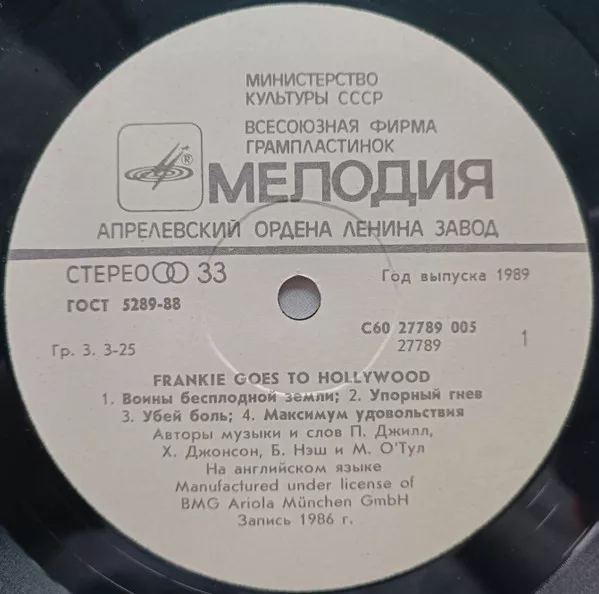 МИНИСТЕРСТВО
КУЛЬТУРЫ СССР
ВСЕСОЮЗНАЯ ФИРМА
ГРАМПЛАСТИНОК
®
МЕЛОДИЯ
АПРЕЛЕВСКИЙ ОРДЕНА ЛЕНИНА ЗАВОД
СТЕРЕО 33
Год выпуска 1989
ГОСТ 5289-88
С60 27789 005
27789
1
Гр. 3. 3-25
FRANKIE GOES TO HOLLYWOOD
1. Воины бесплодной земли; 2. Упорный гнев
3. Убей боль; 4. Максимум удовольствия
Авторы музыки и слов П. Джилл,
Х. Джонсон, Б. Нэш и М. О'Тул
На английском языке
Manufactured under license of
BMG Ariola München GmbH
Запись 1986 г.